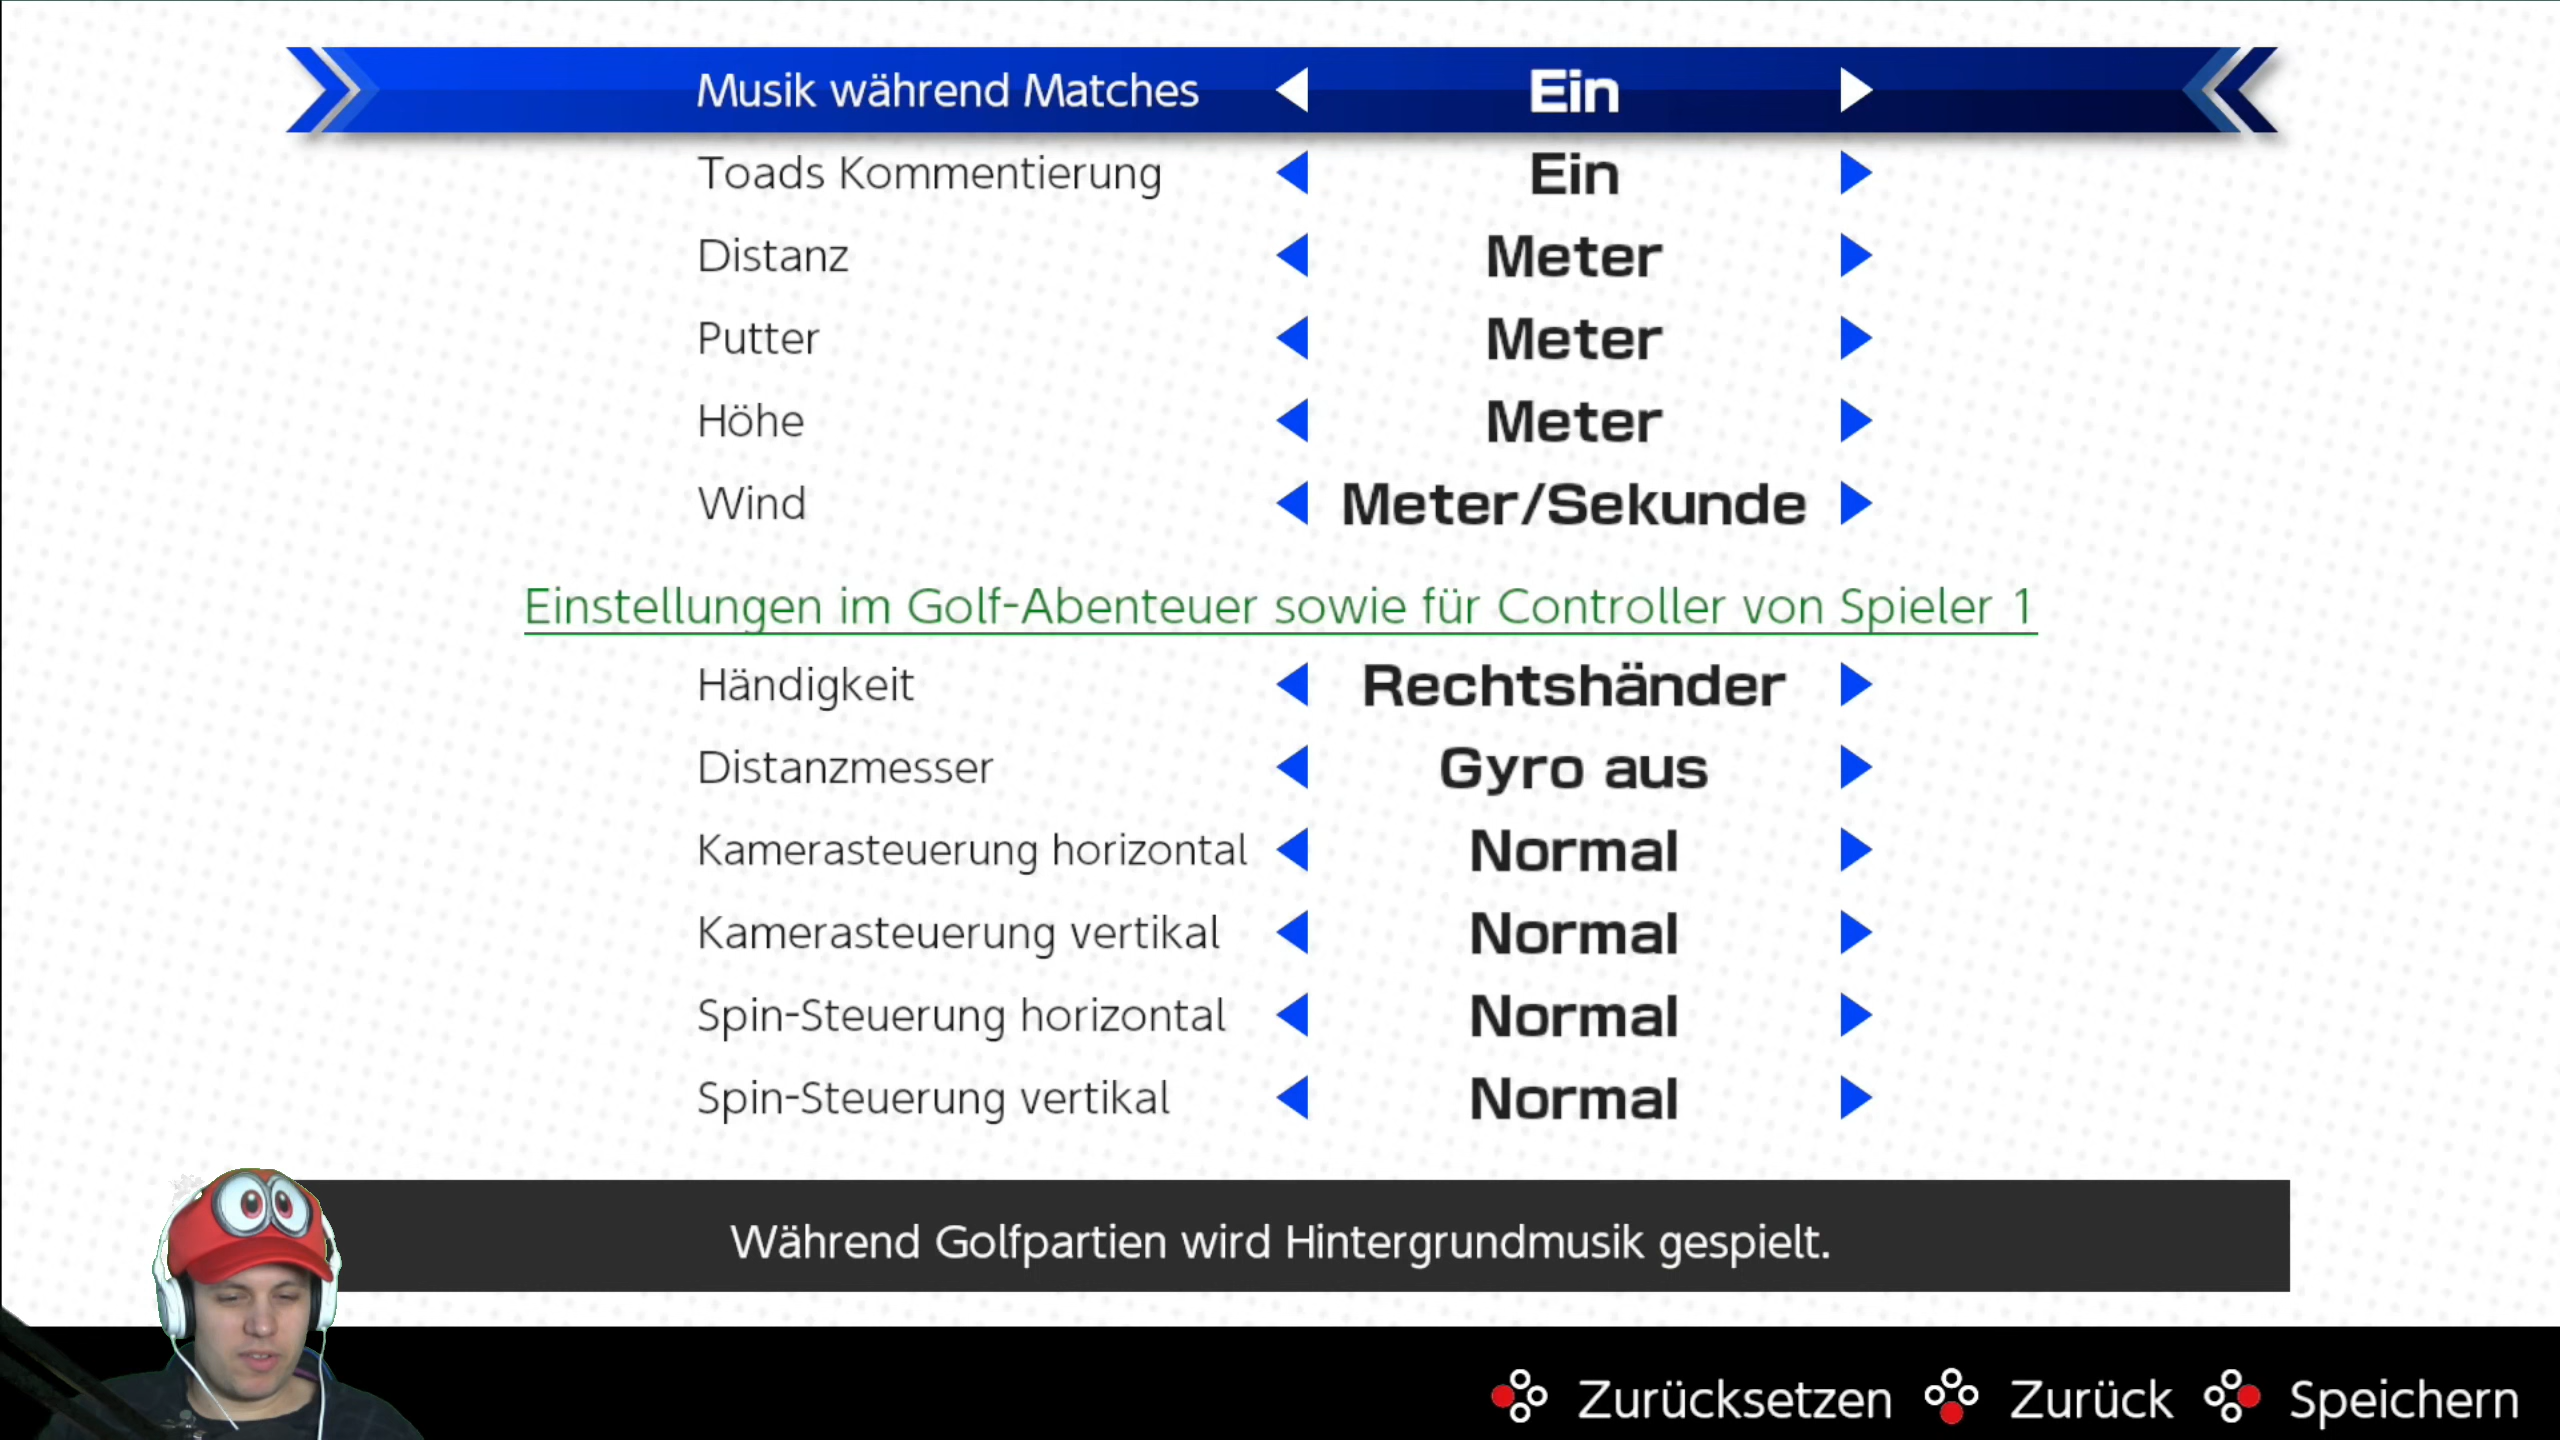 Musik während Matches Ein
Toads Kommentierung Ein
Distanz Meter
Putter Meter
Höhe Meter
Wind Meter/Sekunde
Einstellungen im Golf-Abenteuer sowie für Controller von Spieler 1
Händigkeit Rechtshänder
Distanzmesser Gyro aus
Kamerasteuerung horizontal Normal
Kamerasteuerung vertikal Normal
Spin-Steuerung horizontal Normal
Spin-Steuerung vertikal Normal
Während Golfpartien wird Hintergrundmusik gespielt.
Zurücksetzen Zurück Speichern